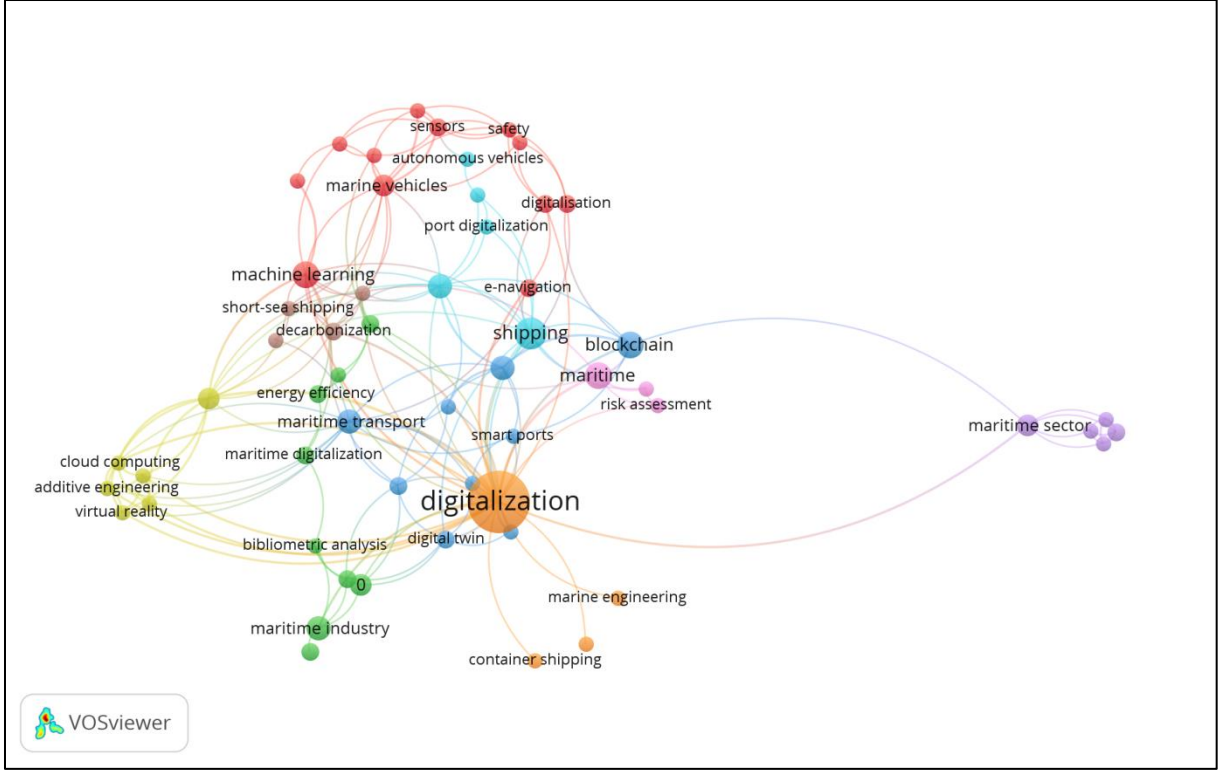 sensors
safety
autonomous vehicles
marine vehicles
digitalisation
port digitalization
machine learning
e-navigation
short-sea shipping
decarbonization
shipping
blockchain
maritime
energy efficiency
risk assessment
maritime transport
maritime sector
smart ports
maritime digitalization
cloud computing
additive engineering
virtual reality
digitalization
digital twin
bibliometric analysis
0
marine engineering
maritime industry
container shipping
VOSviewer